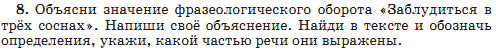 8. Объясни значение фразеологического оборота «Заблудиться в
трёх соснах». Напиши своё объяснение. Найди в тексте и обозначь
определения, укажи, какой частью речи они выражены.